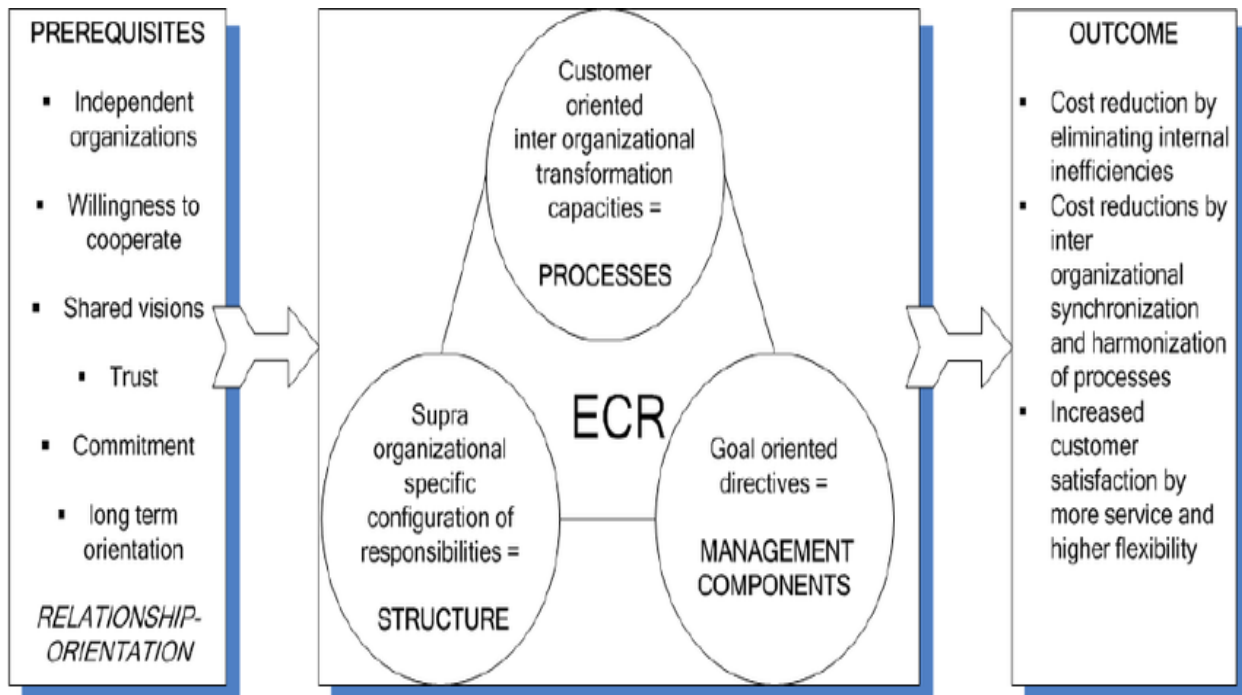 PREREQUISITES
▪ Independent
organizations
▪ Willingness to
cooperate
▪ Shared visions
▪ Trust
▪ Commitment
▪ long term
orientation
RELATIONSHIP-
ORIENTATION
Customer
oriented
inter organizational
transformation
capacities =
PROCESSES
ECR
Supra
organizational
specific
configuration of
responsibilities =
STRUCTURE
Goal oriented
directives =
MANAGEMENT
COMPONENTS
OUTCOME
▪ Cost reduction by
eliminating internal
inefficiencies
▪ Cost reductions by
inter
organizational
synchronization
and harmonization
of processes
▪ Increased
customer
satisfaction by
more service and
higher flexibility